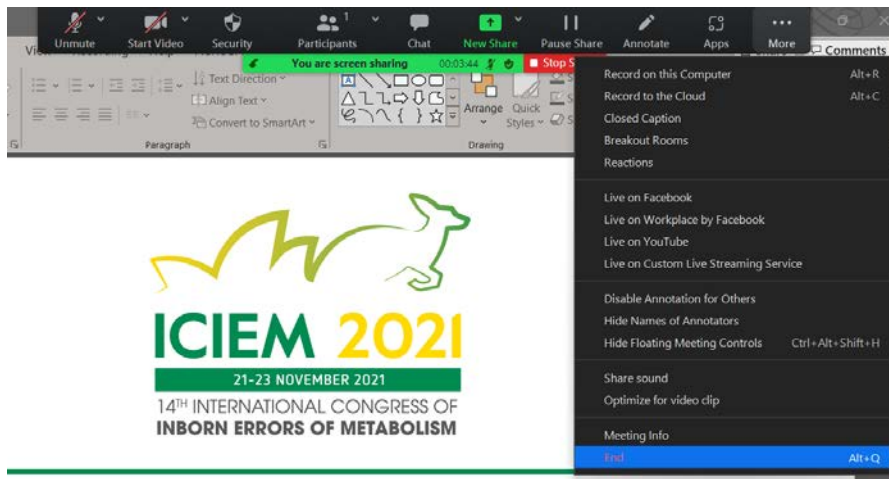 Unmute
Start Video
Security
Participants
1
Chat
New Share
Pause Share
Annotate
Apps
More
You are screen sharing
00:03:44
Stop S
Comments
Text Direction
Align Text
Convert to SmartArt
Paragraph
Arrange
Quick
Styles
Drawing
Record on this Computer Alt+R
Record to the Cloud Alt+C
Closed Caption
Breakout Rooms
Reactions
Live on Facebook
Live on Workplace by Facebook
Live on YouTube
Live on Custom Live Streaming Service
Disable Annotation for Others
Hide Names of Annotators
Hide Floating Meeting Controls Ctrl+Alt+Shift+H
Share sound
Optimize for video clip
Meeting Info
End Alt+Q
ICIEM 2021
21-23 NOVEMBER 2021
14TH INTERNATIONAL CONGRESS OF
INBORN ERRORS OF METABOLISM